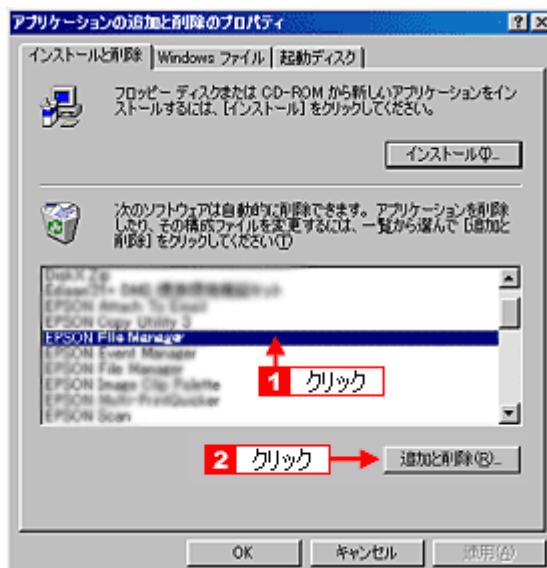 アプリケーションの追加と削除のプロパティ
インストールと削除
Windows ファイル
起動ディスク
フロッピー ディスクまたは CD-ROM から新しいアプリケーションをイン
ストールするには、[インストール] をクリックしてください。
インストール(I)...
次のソフトウェアは自動的に削除できます。アプリケーションを削除
したり、その構成ファイルを変更するには、一覧から選んで [追加と
削除] をクリックしてください(T)
EPSON Attach To Email
EPSON Copy Utility 3
EPSON File Manager
EPSON Event Manager
EPSON File Manager
EPSON Image Clip Palette
EPSON Multi-PrintQuicker
EPSON Scan
1 クリック
2 クリック
追加と削除(R)...
OK
キャンセル
適用(A)